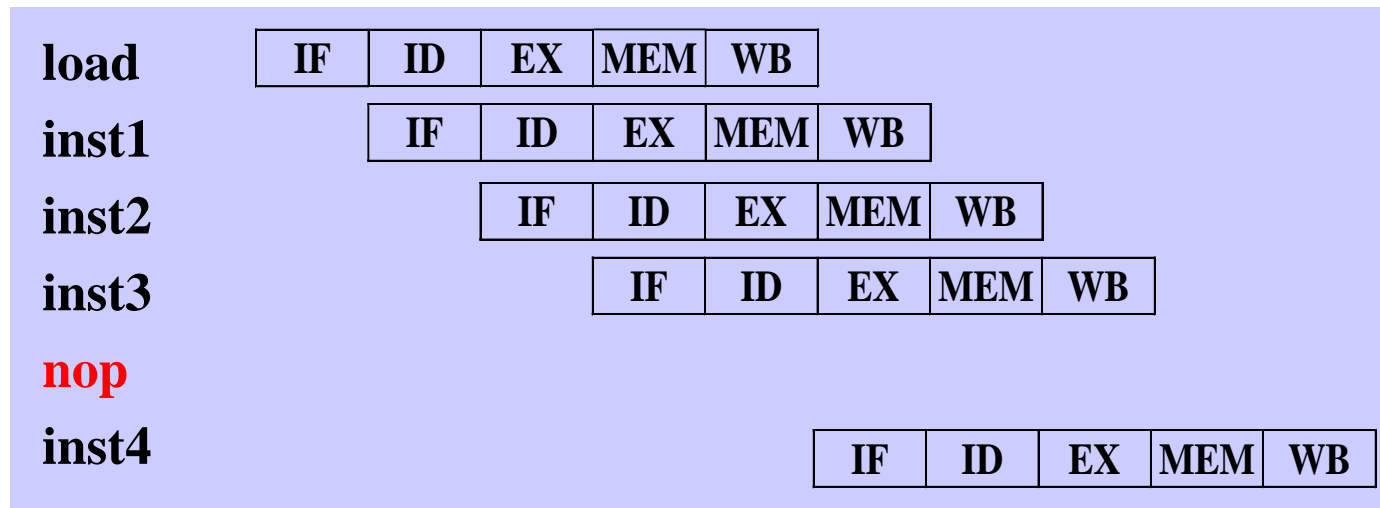 load IF ID EX MEM WB
inst1 IF ID EX MEM WB
inst2 IF ID EX MEM WB
inst3 IF ID EX MEM WB
nop
inst4 IF ID EX MEM WB